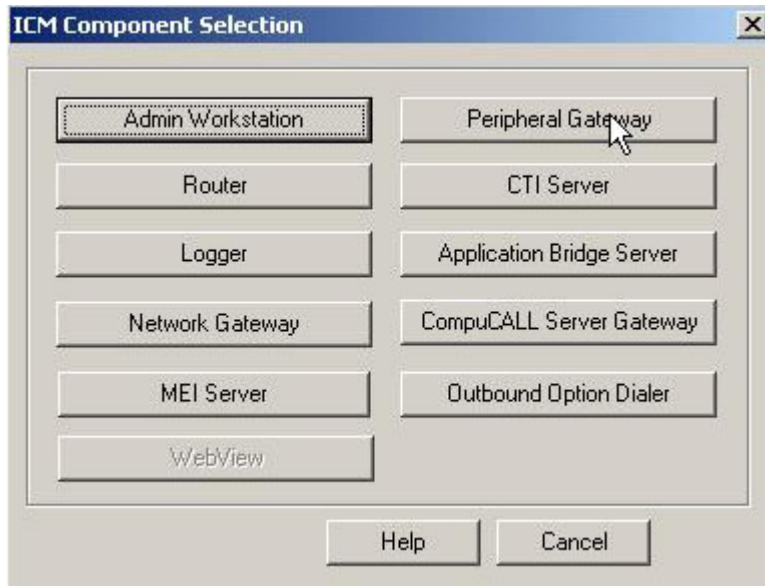 ICM Component Selection
Admin Workstation
Peripheral Gateway
Router
CTI Server
Logger
Application Bridge Server
Network Gateway
CompuCALL Server Gateway
MEI Server
Outbound Option Dialer
WebView
Help
Cancel